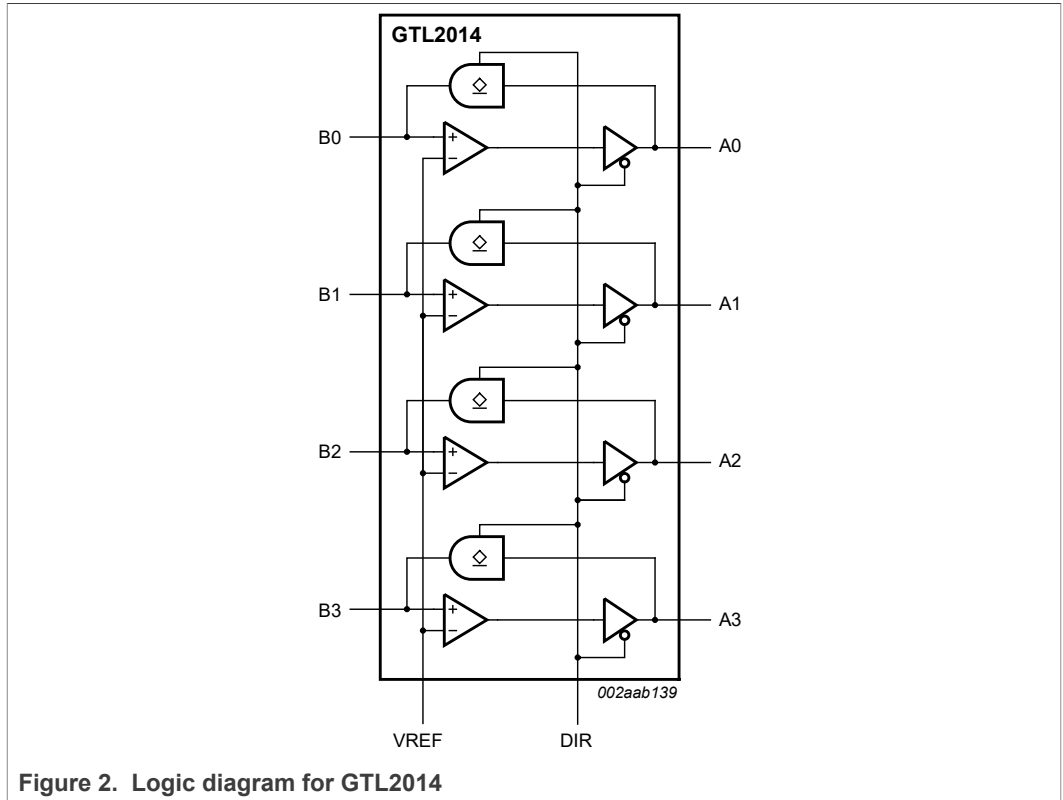 GTL2014
B0
+
−
A0
B1
+
−
A1
B2
+
−
A2
B3
+
−
A3
002aab139
VREF
DIR
Figure 2. Logic diagram for GTL2014